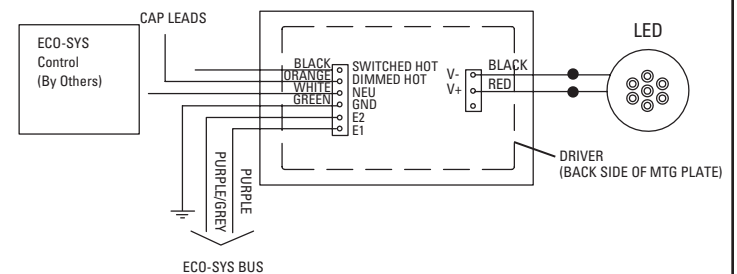 CAP LEADS
ECO-SYS
Control
(By Others)
BLACK
ORANGE
WHITE
GREEN
SWITCHED HOT
DIMMED HOT
NEU
GND
E2
E1
V-
V+
BLACK
RED
LED
DRIVER
(BACK SIDE OF MTG PLATE)
PURPLE/GREY
PURPLE
ECO-SYS BUS